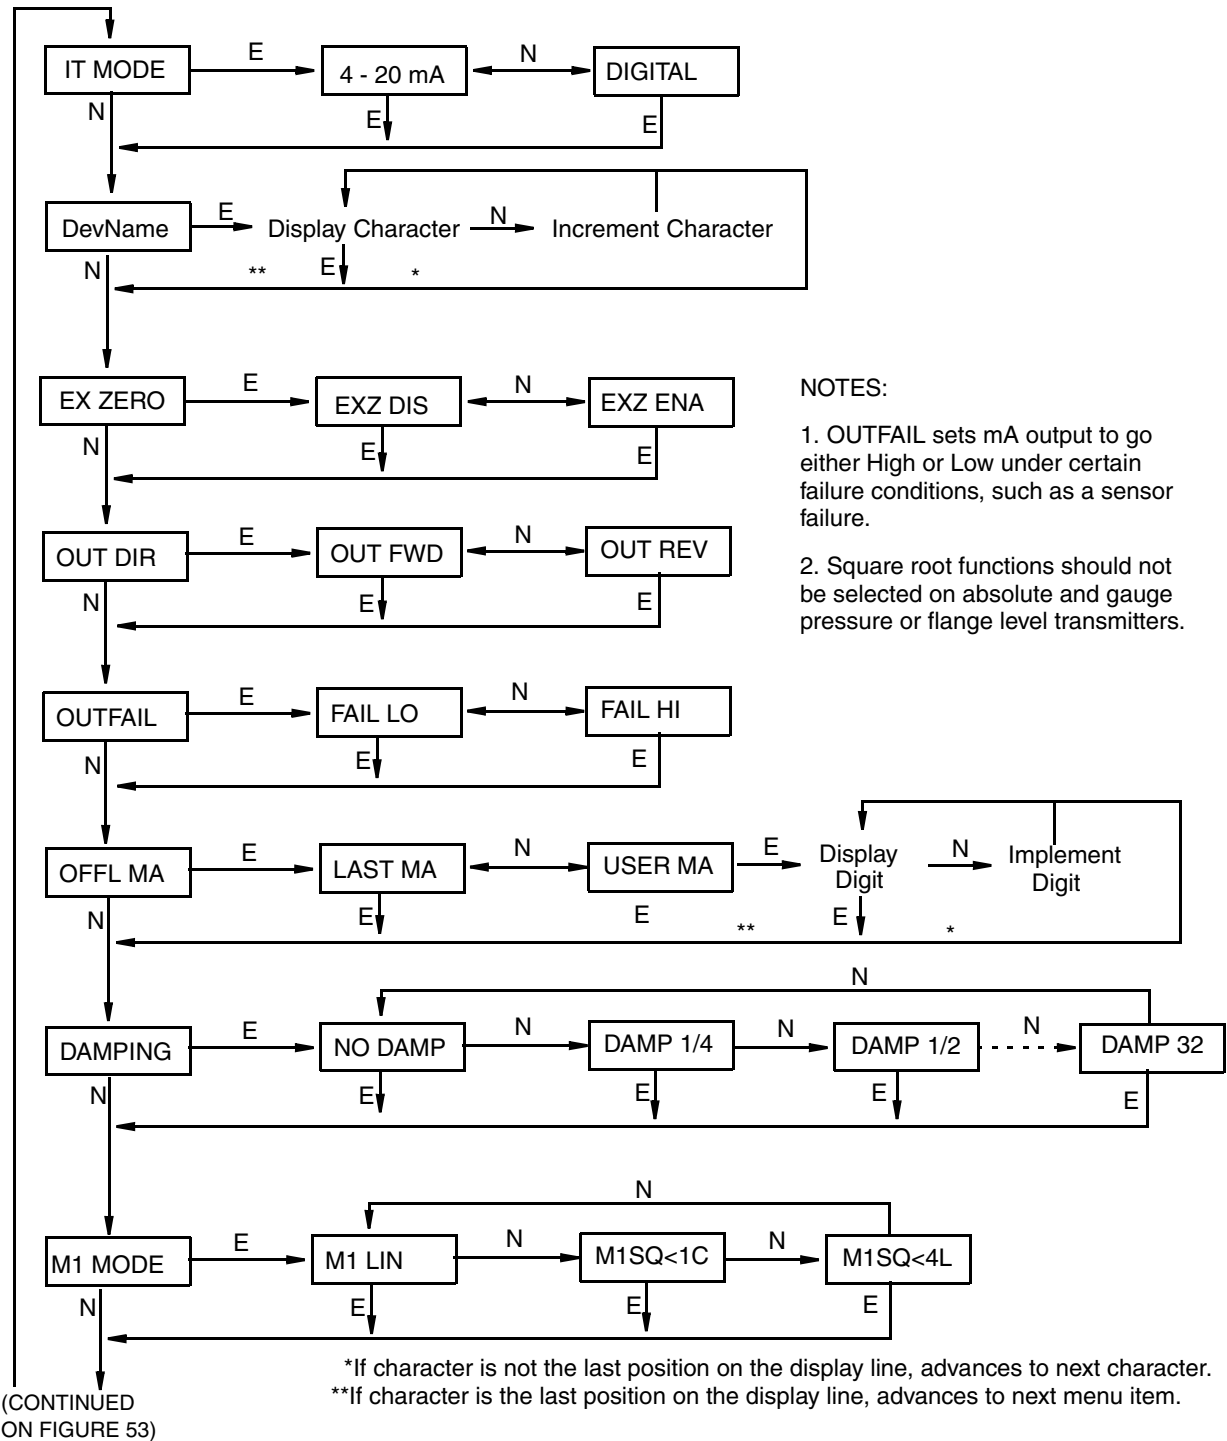 E
N
IT MODE
4 - 20 mA
DIGITAL
N
E
E
DevName
E
Display Character
N
Increment Character
N
**
E
*
EX ZERO
E
EXZ DIS
N
EXZ ENA
N
E
E
NOTES:
1. OUTFAIL sets mA output to go
either High or Low under certain
failure conditions, such as a sensor
failure.
2. Square root functions should not
be selected on absolute and gauge
pressure or flange level transmitters.
OUT DIR
E
OUT FWD
N
OUT REV
N
E
E
OUTFAIL
E
FAIL LO
N
FAIL HI
N
E
E
OFFL MA
E
LAST MA
N
USER MA
E
Display
Digit
N
Implement
Digit
N
E
E
**
E
*
N
DAMPING
E
NO DAMP
N
DAMP 1/4
N
DAMP 1/2
N
DAMP 32
N
E
E
E
E
N
M1 MODE
E
M1 LIN
N
M1SQ<1C
N
M1SQ<4L
N
E
E
E
*If character is not the last position on the display line, advances to next character.
**If character is the last position on the display line, advances to next menu item.
(CONTINUED
ON FIGURE 53)